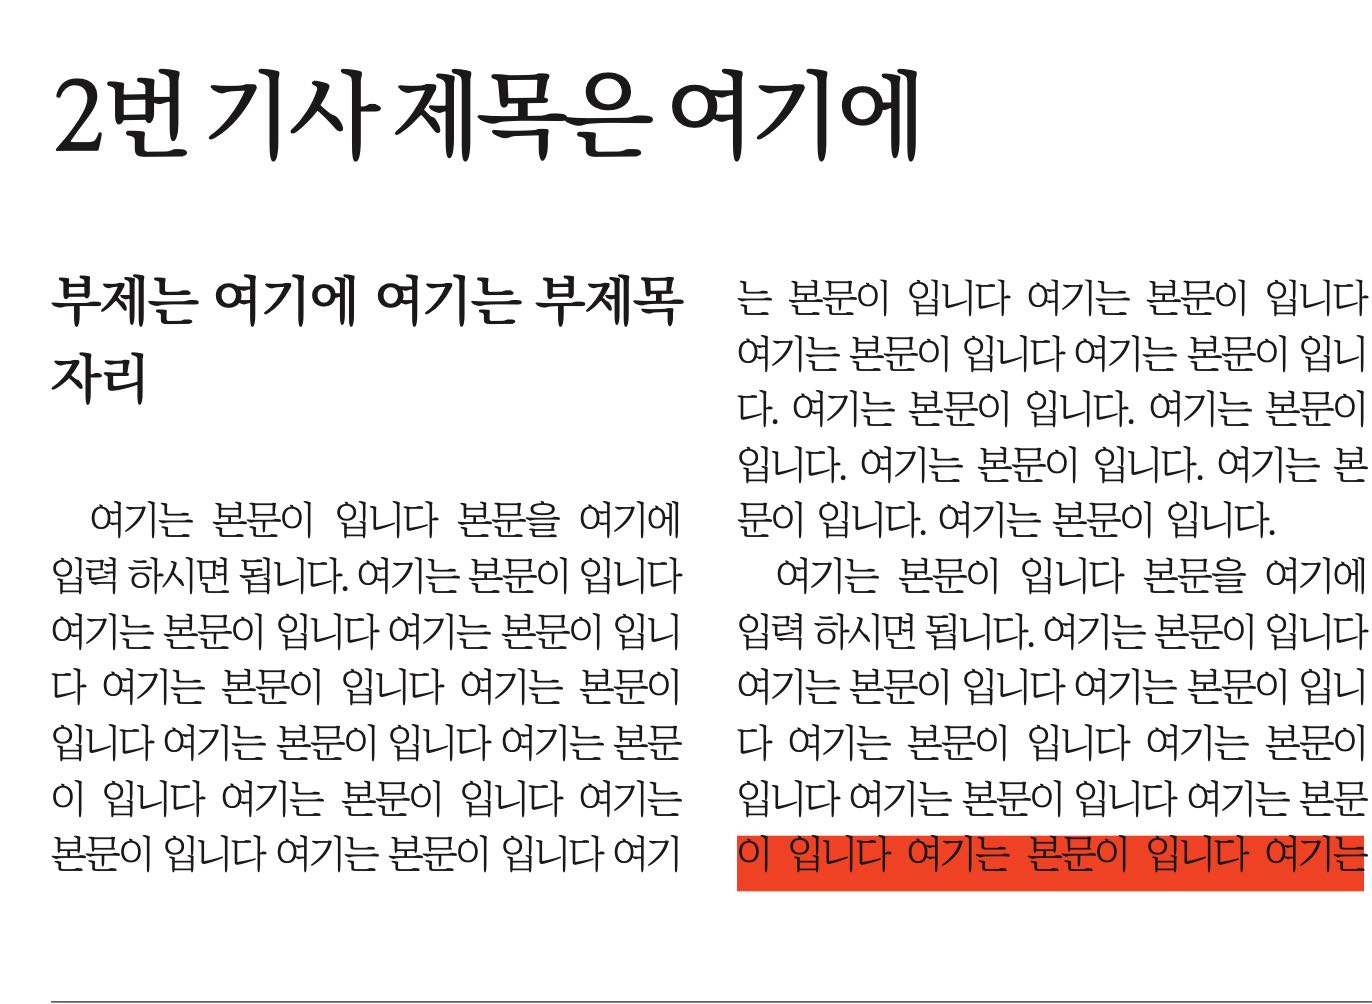 2번 기사 제목은 여기에
부제는 여기에 여기는 부제목
자리
여기는 본문이 입니다 본문을 여기에
입력 하시면 됩니다. 여기는 본문이 입니다
여기는 본문이 입니다 여기는 본문이 입니
다 여기는 본문이 입니다 여기는 본문이
입니다 여기는 본문이 입니다 여기는 본문
이 입니다 여기는 본문이 입니다 여기는
본문이 입니다 여기는 본문이 입니다 여기
는 본문이 입니다 여기는 본문이 입니다
여기는 본문이 입니다 여기는 본문이 입니
다. 여기는 본문이 입니다. 여기는 본문이
입니다. 여기는 본문이 입니다. 여기는 본
문이 입니다. 여기는 본문이 입니다.
여기는 본문이 입니다 본문을 여기에
입력 하시면 됩니다. 여기는 본문이 입니다
여기는 본문이 입니다 여기는 본문이 입니
다 여기는 본문이 입니다 여기는 본문이
입니다 여기는 본문이 입니다 여기는 본문
이 입니다 여기는 본문이 입니다 여기는